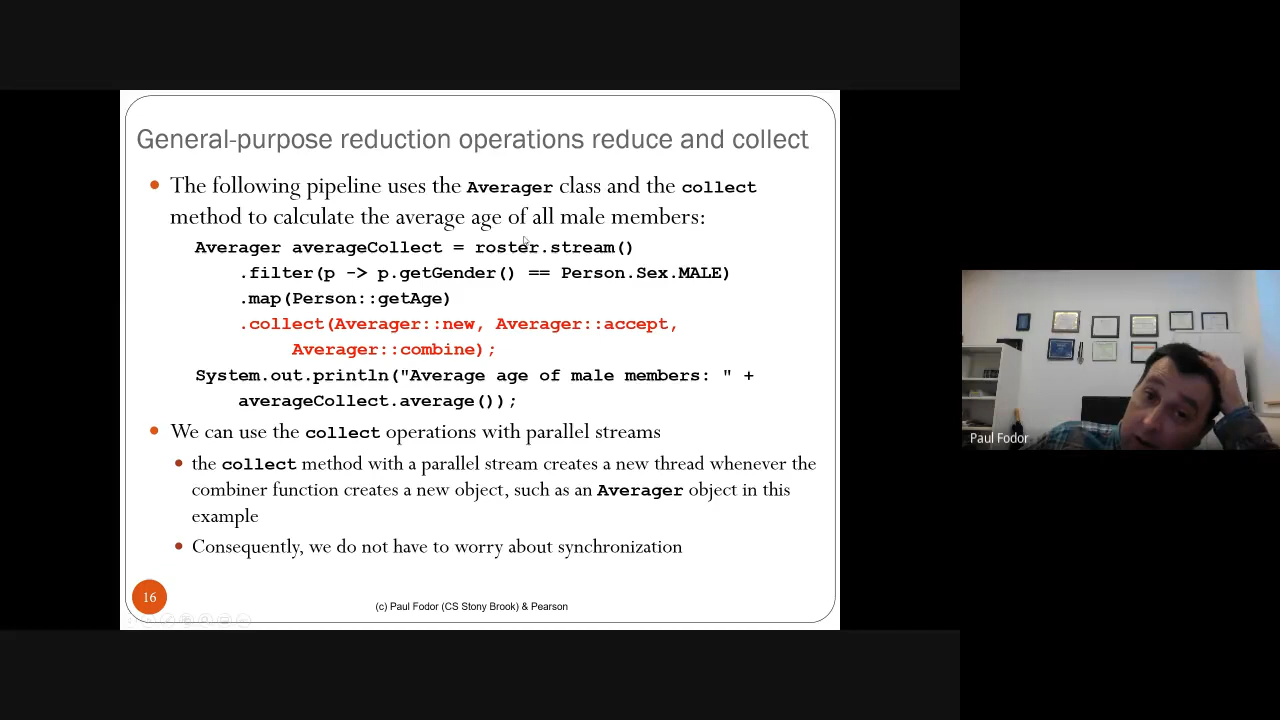 General-purpose reduction operations reduce and collect
• The following pipeline uses the Averager class and the collect
method to calculate the average age of all male members:
Averager averageCollect = roster.stream()
.filter(p -> p.getGender() == Person.Sex.MALE)
.map(Person::getAge)
.collect(Averager::new, Averager::accept,
Averager::combine);
System.out.println("Average age of male members: " +
averageCollect.average());
• We can use the collect operations with parallel streams
• the collect method with a parallel stream creates a new thread whenever the
combiner function creates a new object, such as an Averager object in this
example
• Consequently, we do not have to worry about synchronization
16
(c) Paul Fodor (CS Stony Brook) & Pearson
Paul Fodor